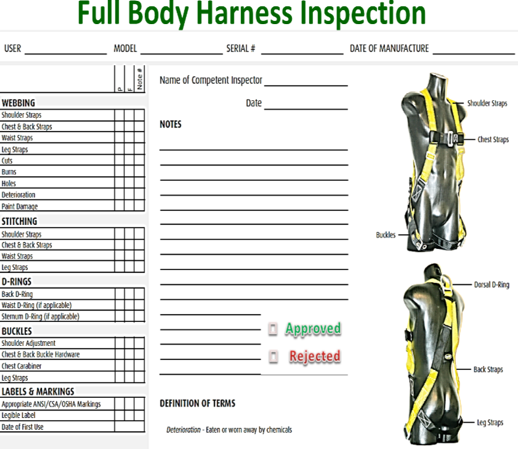 Full Body Harness Inspection
USER MODEL SERIAL # DATE OF MANUFACTURE
P F Note #
WEBBING
Shoulder Straps
Chest & Back Straps
Waist Straps
Leg Straps
Cuts
Burns
Holes
Deterioration
Paint Damage
STITCHING
Shoulder Straps
Chest & Back Straps
Waist Straps
Leg Straps
D-RINGS
Back D-Ring
Waist D-Ring (if applicable)
Sternum D-Ring (if applicable)
BUCKLES
Shoulder Adjustment
Chest & Back Buckle Hardware
Chest Carabiner
Leg Straps
LABELS & MARKINGS
Appropriate ANSI/CSA/OSHA Markings
Legible Label
Date of First Use
Name of Competent Inspector
Date
NOTES
Approved
Rejected
DEFINITION OF TERMS
Deterioration - Eaten or worn away by chemicals
Shoulder Straps
Chest Straps
Buckles
Dorsal D-Ring
Back Straps
Leg Straps